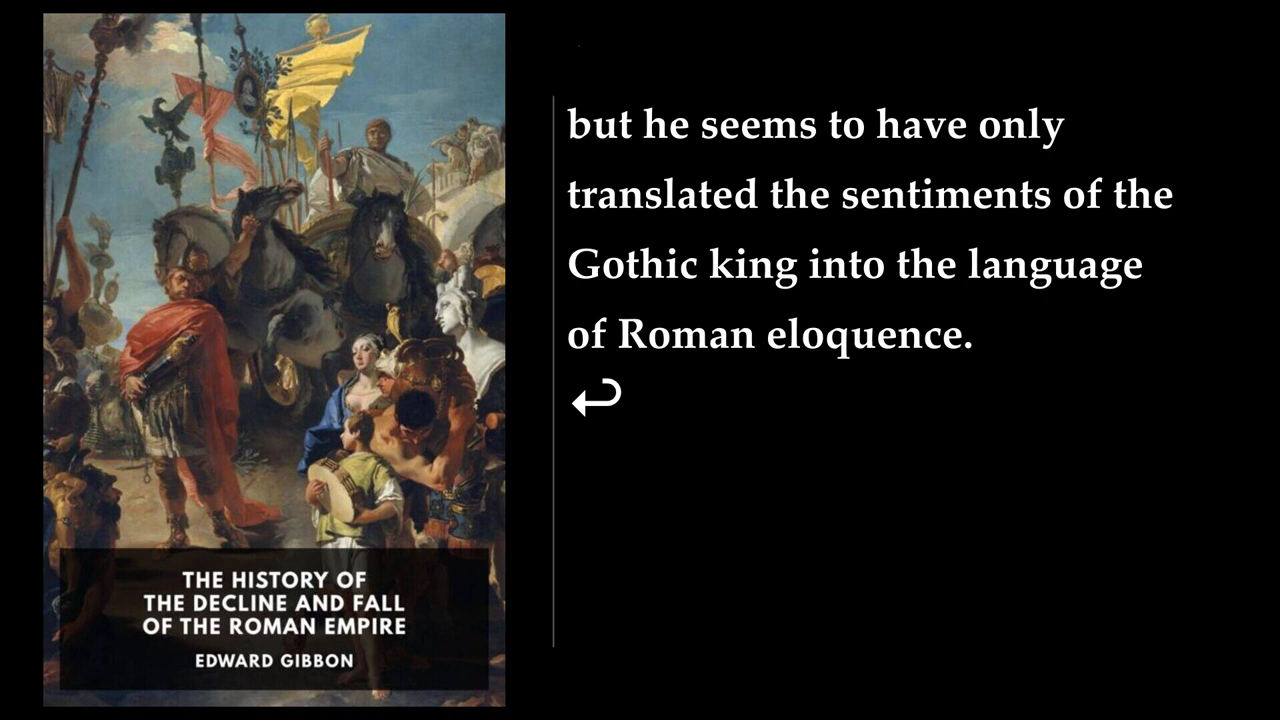 but he seems to have only
translated the sentiments of the
Gothic king into the language
of Roman eloquence.
↩
THE HISTORY OF
THE DECLINE AND FALL
OF THE ROMAN EMPIRE
EDWARD GIBBON